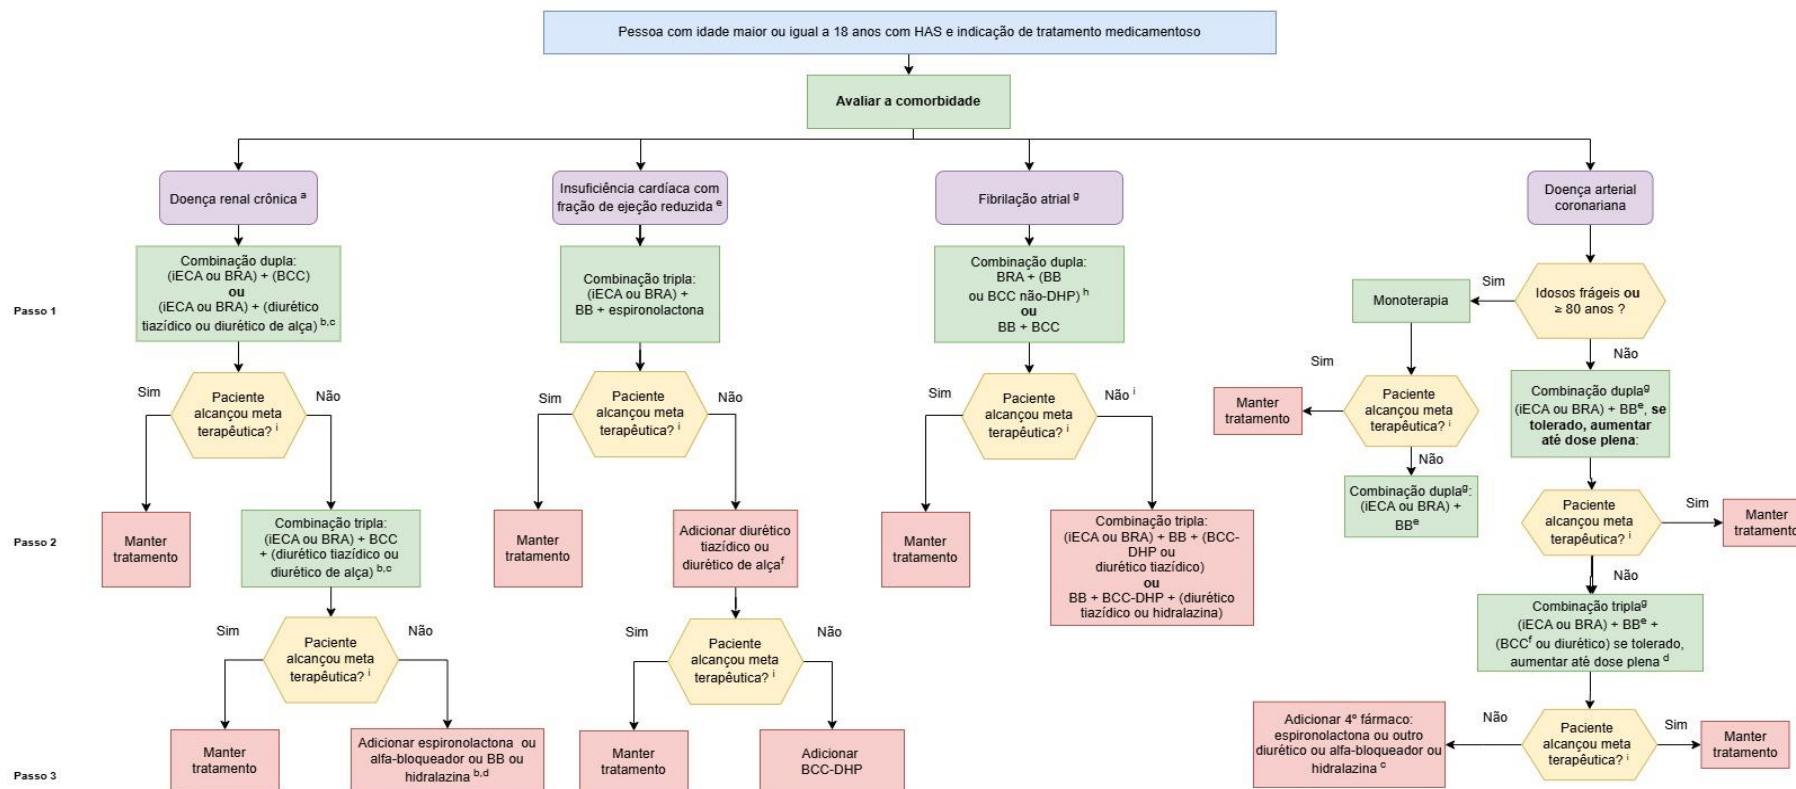 Pessoa com idade maior ou igual a 18 anos com HAS e indicação de tratamento medicamentoso
Avaliar a comorbidade
Doença renal crônica a
Insuficiência cardíaca com
fração de ejeção reduzida e
Fibrilação atrial g
Doença arterial
coronariana
Passo 1
Combinação dupla:
(iECA ou BRA) + (BCC)
ou
(iECA ou BRA) + (diurético
tiazídico ou diurético de alça) b,c
Combinação tripla:
(iECA ou BRA) +
BB + espironolactona
Combinação dupla:
BRA + (BB
ou BCC não-DHP) h
ou
BB + BCC
Monoterapia
Sim
Idosos frágeis ou
≥ 80 anos ?
Não
Sim
Paciente
alcançou meta
terapêutica? i
Não
Sim
Paciente
alcançou meta
terapêutica? i
Não
Sim
Paciente
alcançou meta
terapêutica? i
Não i
Sim
Manter
tratamento
Paciente
alcançou meta
terapêutica? i
Não
Combinação dupla g:
(iECA ou BRA) +
BB e
Combinação dupla g
(iECA ou BRA) + BB e, se
tolerado, aumentar
até dose plena:
Passo 2
Manter
tratamento
Combinação tripla:
(iECA ou BRA) + BCC
+ (diurético tiazídico ou
diurético de alça) b,c
Manter
tratamento
Adicionar diurético
tiazídico ou
diurético de alça f
Manter
tratamento
Combinação tripla:
(iECA ou BRA) + BB + (BCC-
DHP ou
diurético tiazídico)
ou
BB + BCC-DHP + (diurético
tiazídico ou hidralazina)
Paciente
alcançou meta
terapêutica? i
Sim
Manter
tratamento
Não
Combinação tripla g
(iECA ou BRA) + BB e +
(BCC f ou diurético) se tolerado,
aumentar até dose plena d
Sim
Paciente
alcançou meta
terapêutica? i
Não
Sim
Paciente
alcançou meta
terapêutica? i
Não
Passo 3
Manter
tratamento
Adicionar espironolactona ou
alfa-bloqueador ou BB ou
hidralazina b,d
Manter
tratamento
Adicionar
BCC-DHP
Adicionar 4º fármaco:
espironolactona ou outro
diurético ou alfa-bloqueador ou
hidralazina c
Não
Paciente
alcançou meta
terapêutica? i
Sim
Manter
tratamento